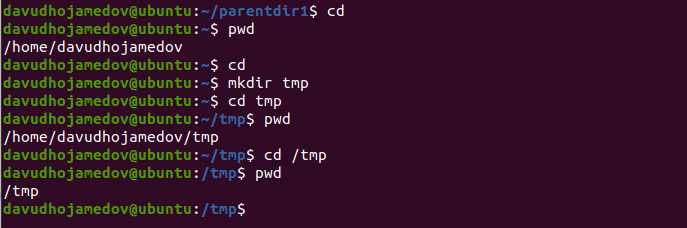 davudhojamedov@ubuntu:~/parentdir1$ cd
davudhojamedov@ubuntu:~$ pwd
/home/davudhojamedov
davudhojamedov@ubuntu:~$ cd
davudhojamedov@ubuntu:~$ mkdir tmp
davudhojamedov@ubuntu:~$ cd tmp
davudhojamedov@ubuntu:~/tmp$ pwd
/home/davudhojamedov/tmp
davudhojamedov@ubuntu:~/tmp$ cd /tmp
davudhojamedov@ubuntu:/tmp$ pwd
/tmp
davudhojamedov@ubuntu:/tmp$